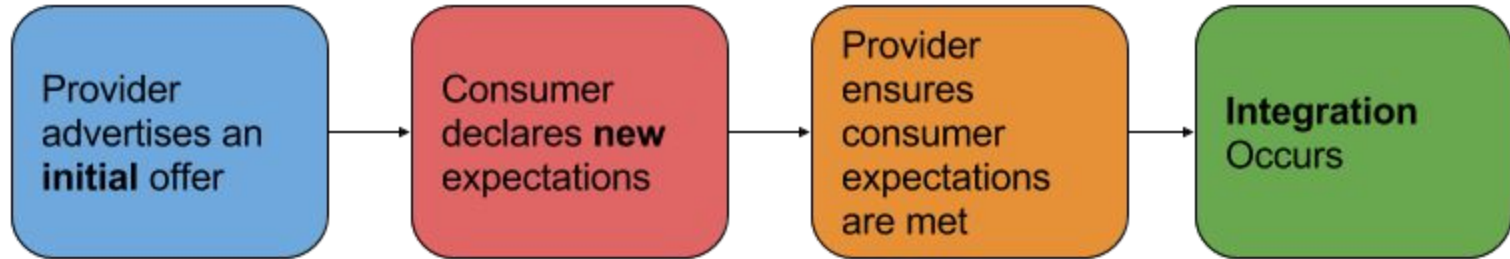 Provider
advertises an
initial offer
Consumer
declares new
expectations
Provider
ensures
consumer
expectations
are met
Integration
Occurs